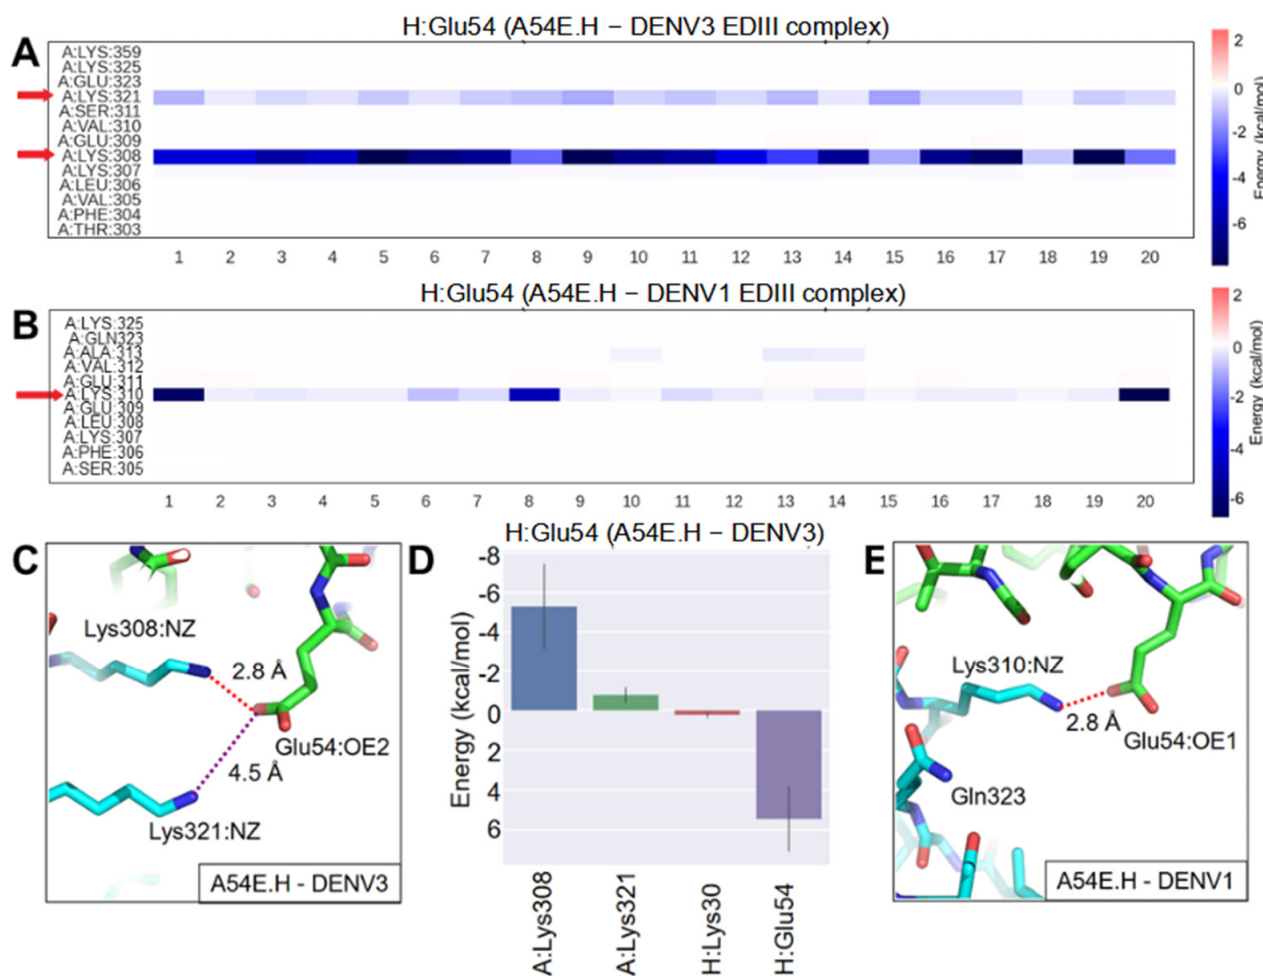 H:Glu54 (A54E.H – DENV3 EDIII complex)
A
A:LYS:359
A:LYS:325
A:GLU:323
A:LYS:321
A:SER:311
A:VAL:310
A:GLU:309
A:LYS:308
A:LYS:307
A:LEU:306
A:VAL:305
A:PHE:304
A:THR:303
1 2 3 4 5 6 7 8 9 10 11 12 13 14 15 16 17 18 19 20
2
0
-2
-4
-6
Energy (kcal/mol)
H:Glu54 (A54E.H – DENV1 EDIII complex)
B
A:LYS:325
A:GLN323
A:ALA:313
A:VAL:312
A:GLU:311
A:LYS:310
A:GLU:309
A:LEU:308
A:LYS:307
A:PHE:306
A:SER:305
1 2 3 4 5 6 7 8 9 10 11 12 13 14 15 16 17 18 19 20
2
0
-2
-4
-6
Energy (kcal/mol)
C
Lys308:NZ
2.8 Å
Glu54:OE2
4.5 Å
Lys321:NZ
A54E.H - DENV3
H:Glu54 (A54E.H – DENV3)
D
-8
-6
-4
-2
0
2
4
6
Energy (kcal/mol)
A:Lys308
A:Lys321
H:Lys30
H:Glu54
E
Lys310:NZ
2.8 Å
Glu54:OE1
Gln323
A54E.H - DENV1